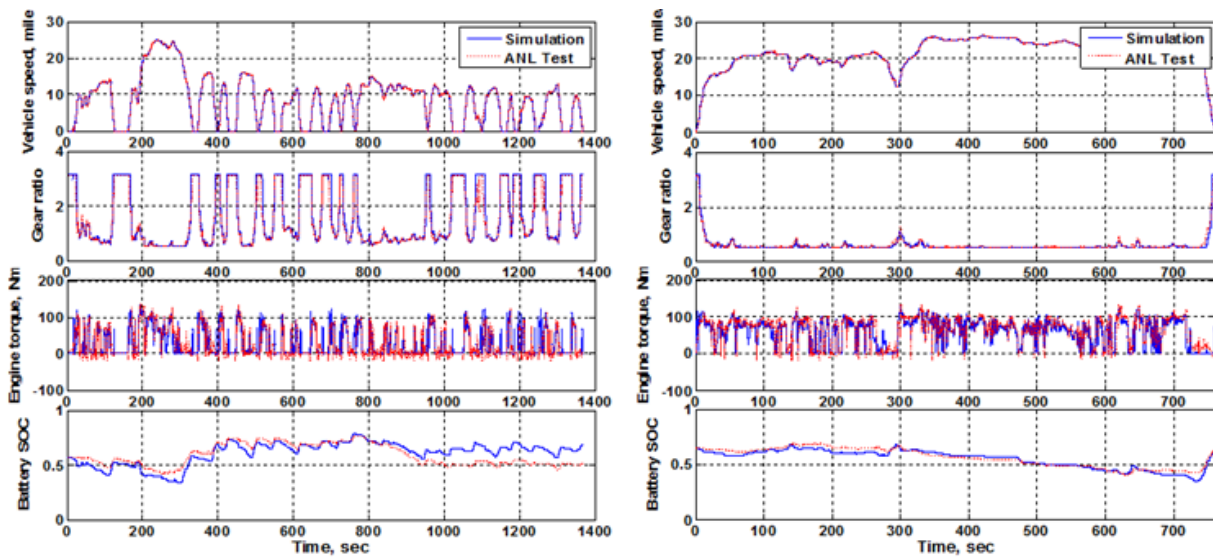 Vehicle speed, mile
30
20
10
0
Simulation
ANL Test
0 200 400 600 800 1000 1200 1400
Gear ratio
4
2
0
0 200 400 600 800 1000 1200 1400
Engine torque, Nm
200
100
0
-100
0 200 400 600 800 1000 1200 1400
Battery SOC
1
0.5
0
0 200 400 600 800 1000 1200 1400
Time, sec
Vehicle speed, mile
30
20
10
0
Simulation
ANL Test
0 100 200 300 400 500 600 700
Gear ratio
4
2
0
0 100 200 300 400 500 600 700
Engine torque, Nm
200
100
0
-100
0 100 200 300 400 500 600 700
Battery SOC
1
0.5
0
0 100 200 300 400 500 600 700
Time, sec